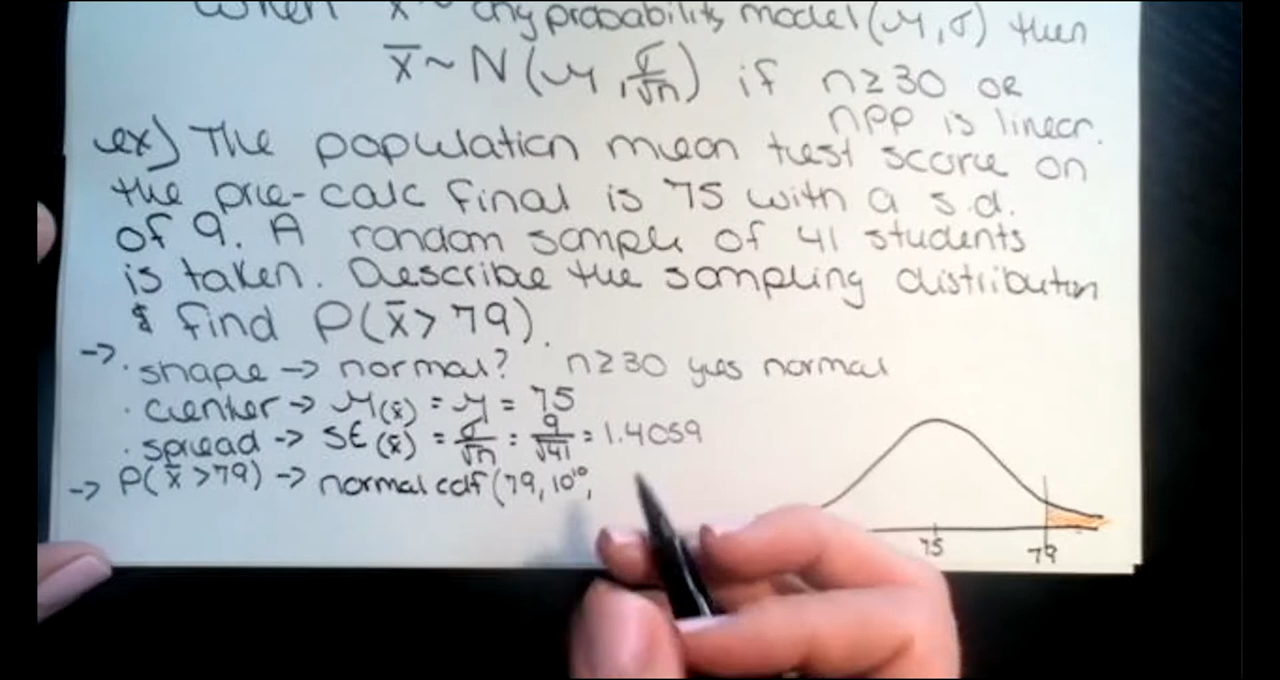 When x̄ ~ any probability model (μ, σ) then
x̄ ~ N(μ, σ/√n) if n ≥ 30 OR
npp is linear.
ex) The population mean test score on
the pre-calc final is 75 with a s.d.
of 9. A random sample of 41 students
is taken. Describe the sampling distribution
& find P(x̄ > 79).
-> · shape -> normal? n ≥ 30 yes normal
· center -> μ(x̄) = μ = 75
· spread -> SE(x̄) = σ/√n = 9/√41 = 1.4059
-> P(x̄ > 79) -> normal cdf (79, 10¹⁰,
75 79